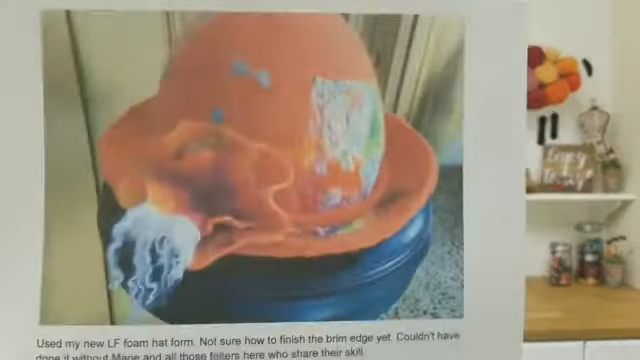 Used my new LF foam hat form. Not sure how to finish the brim edge yet. Couldn't have
done it without Marie and all those felters here who share their skill